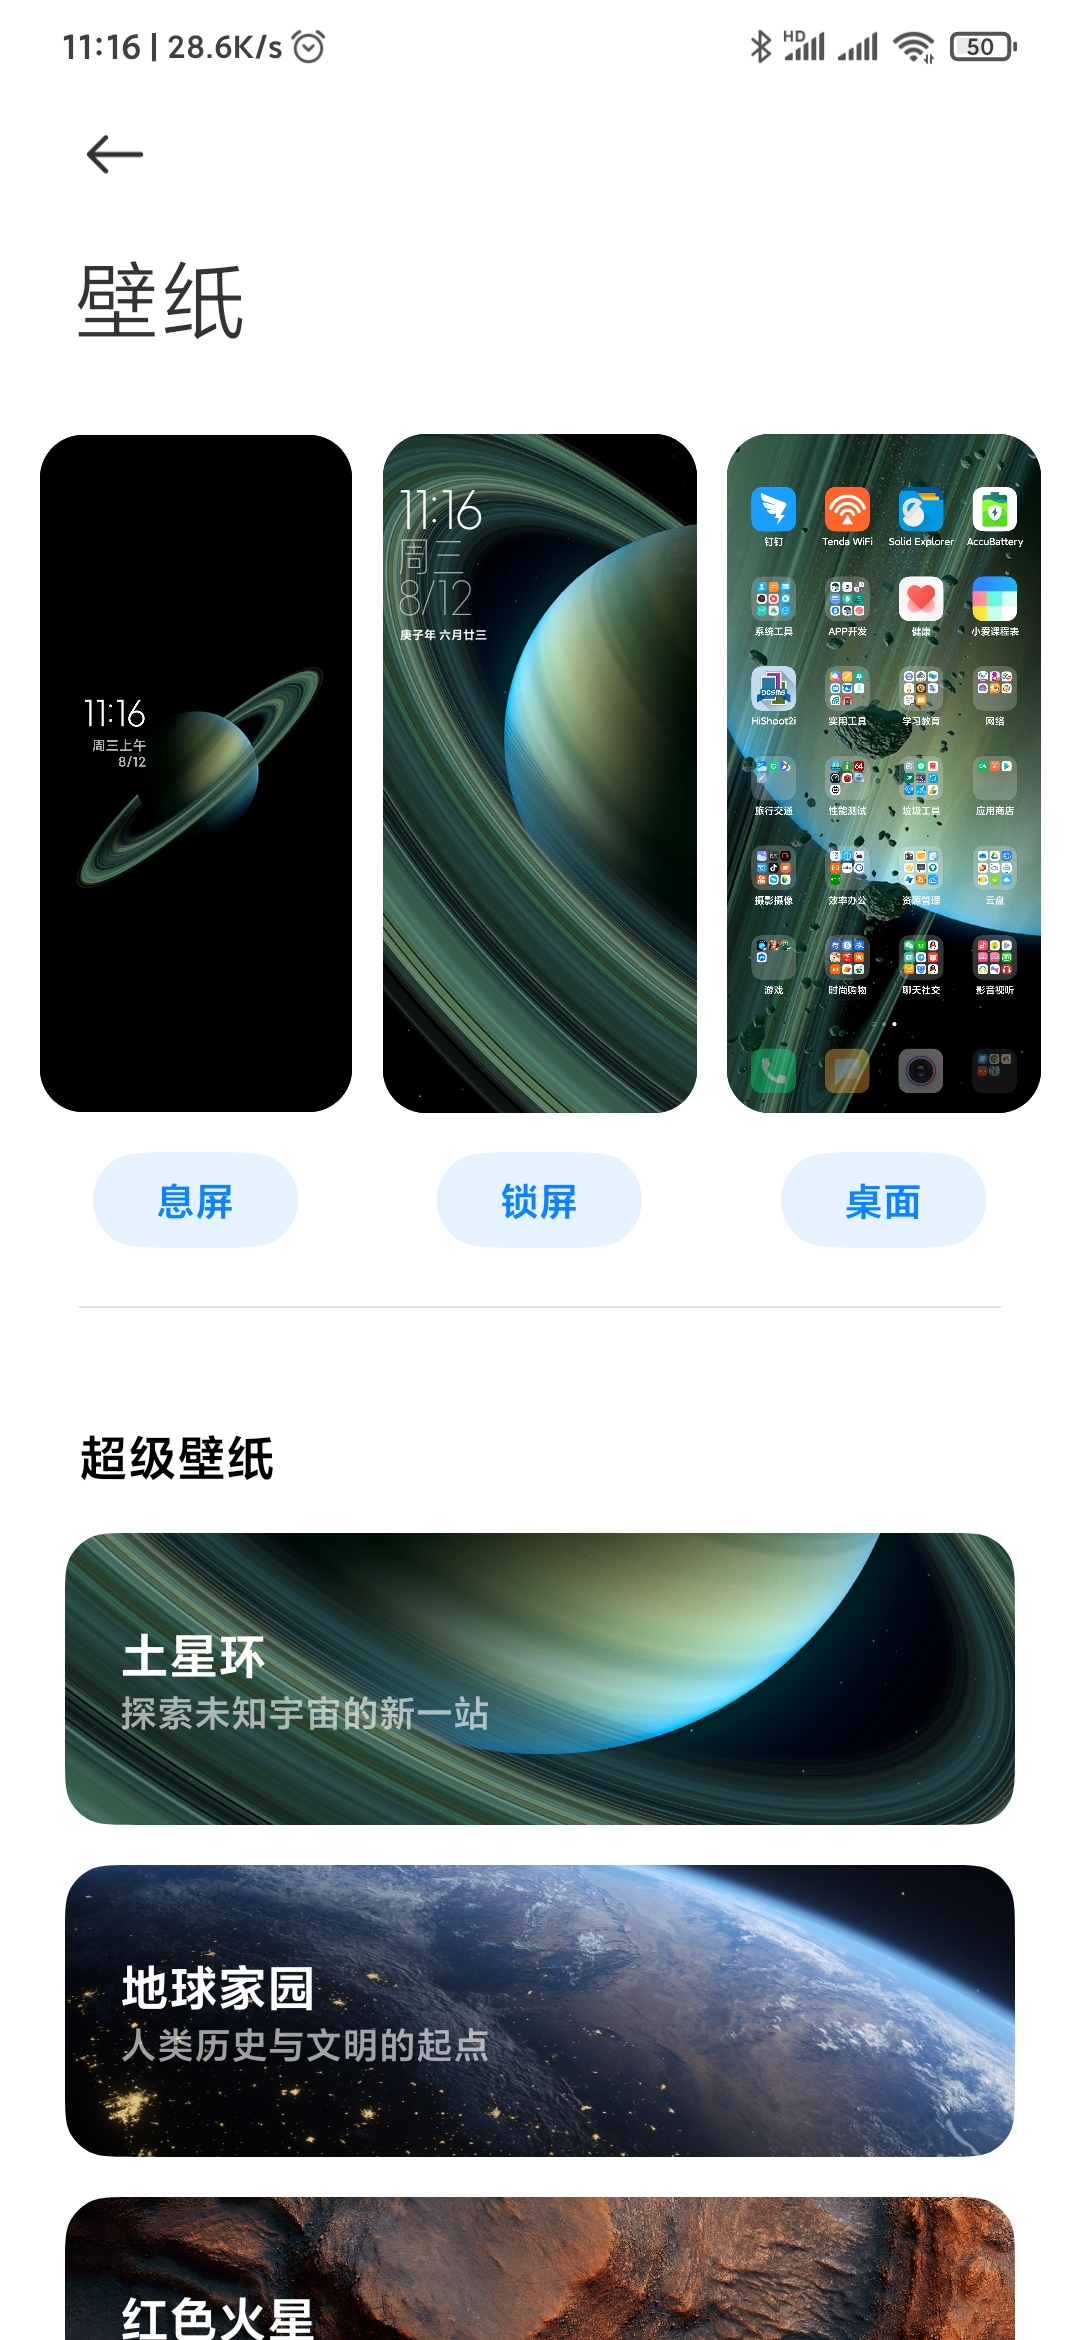 11:16 | 28.6K/s
HD
50
壁纸
11:16
周三上午
8/12
11:16
周三
8/12
庚子年 六月廿三
钉钉 Tenda WiFi Solid Explorer AccuBattery
系统工具 APP开发 健康 小爱课程表
DCSMS
HiShoot2i 实用工具 学习教育 网络
旅行交通 性能测试 垃圾工具 应用商店
摄影摄像 效率办公 资源管理 云盘
游戏 时尚购物 聊天社交 影音视听
息屏 锁屏 桌面
超级壁纸
土星环
探索未知宇宙的新一站
地球家园
人类历史与文明的起点
红色火星